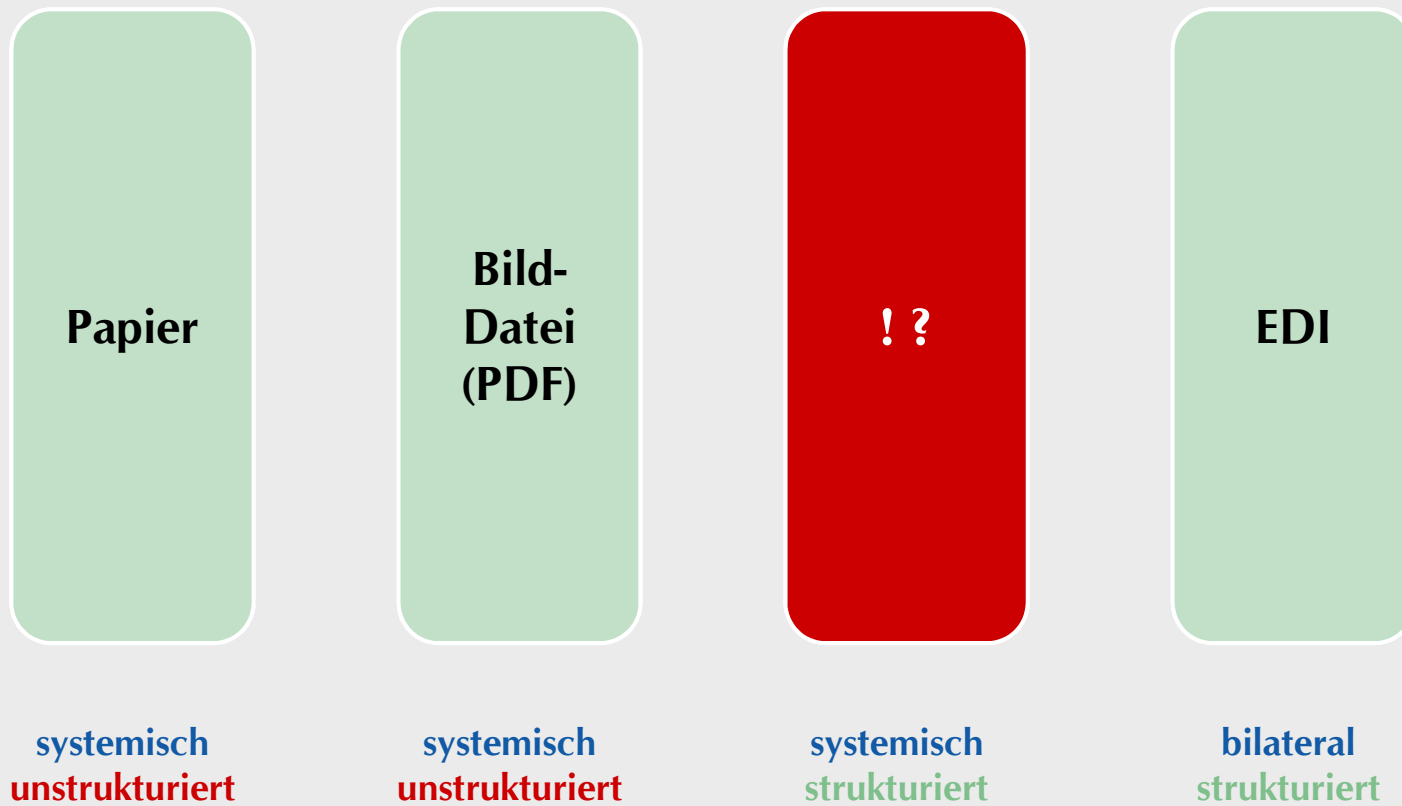 Papier
Bild-
Datei
(PDF)
! ?
EDI
systemisch
unstrukturiert
systemisch
unstrukturiert
systemisch
strukturiert
bilateral
strukturiert